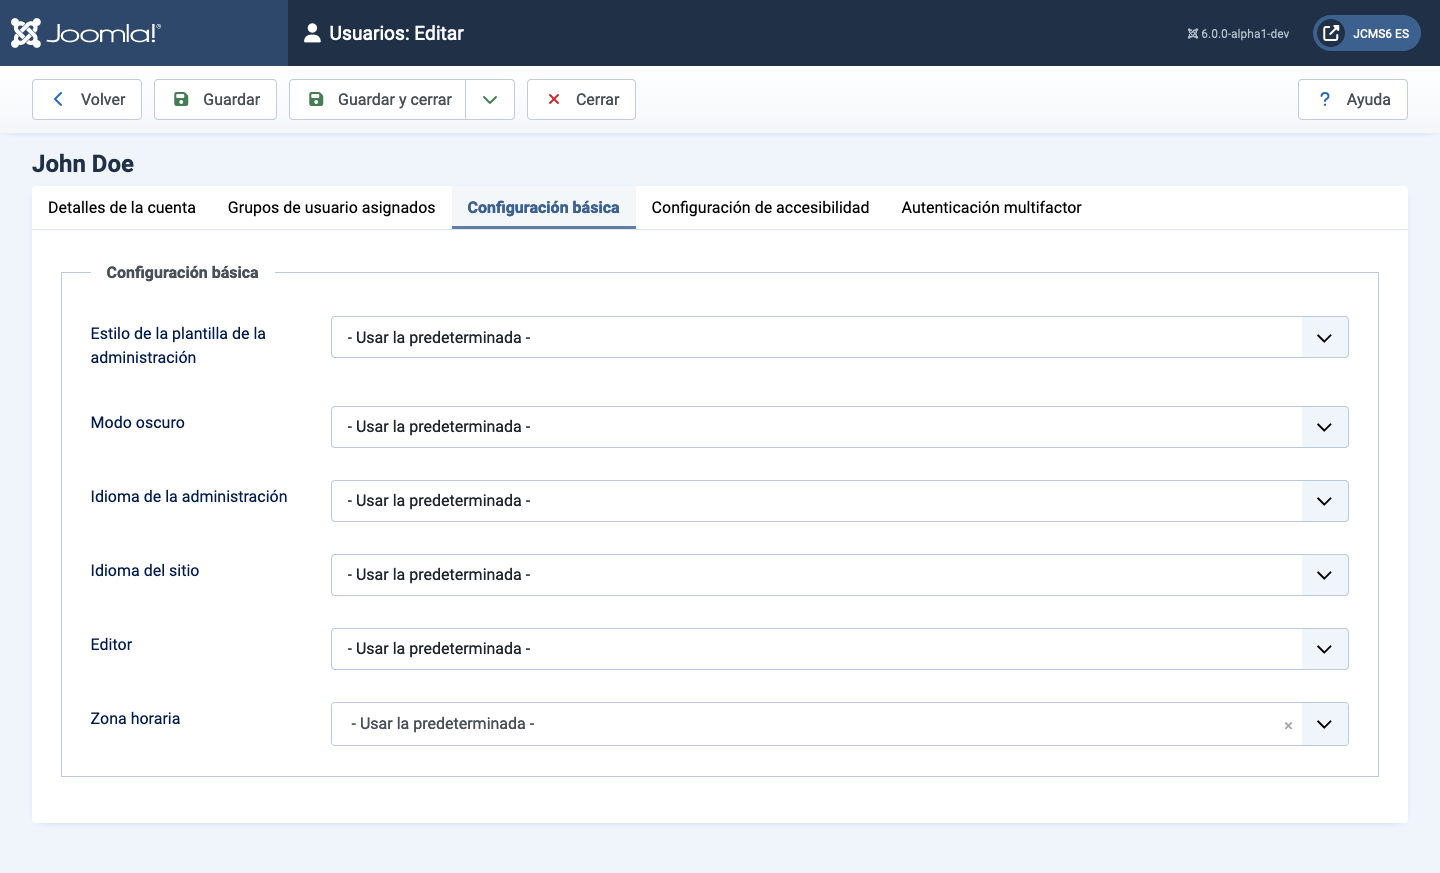 Joomla!®
Usuarios: Editar
6.0.0-alpha1-dev
JCMS6 ES
Volver
Guardar
Guardar y cerrar
Cerrar
? Ayuda
John Doe
Detalles de la cuenta
Grupos de usuario asignados
Configuración básica
Configuración de accesibilidad
Autenticación multifactor
Configuración básica
Estilo de la plantilla de la
administración
- Usar la predeterminada -
Modo oscuro
- Usar la predeterminada -
Idioma de la administración
- Usar la predeterminada -
Idioma del sitio
- Usar la predeterminada -
Editor
- Usar la predeterminada -
Zona horaria
- Usar la predeterminada -